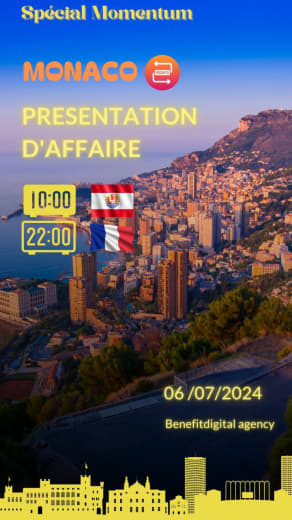 Spécial Momentum
MONACO
PRESENTATION
D'AFFAIRE
10:00
22:00
06 /07/2024
Benefitdigital agency